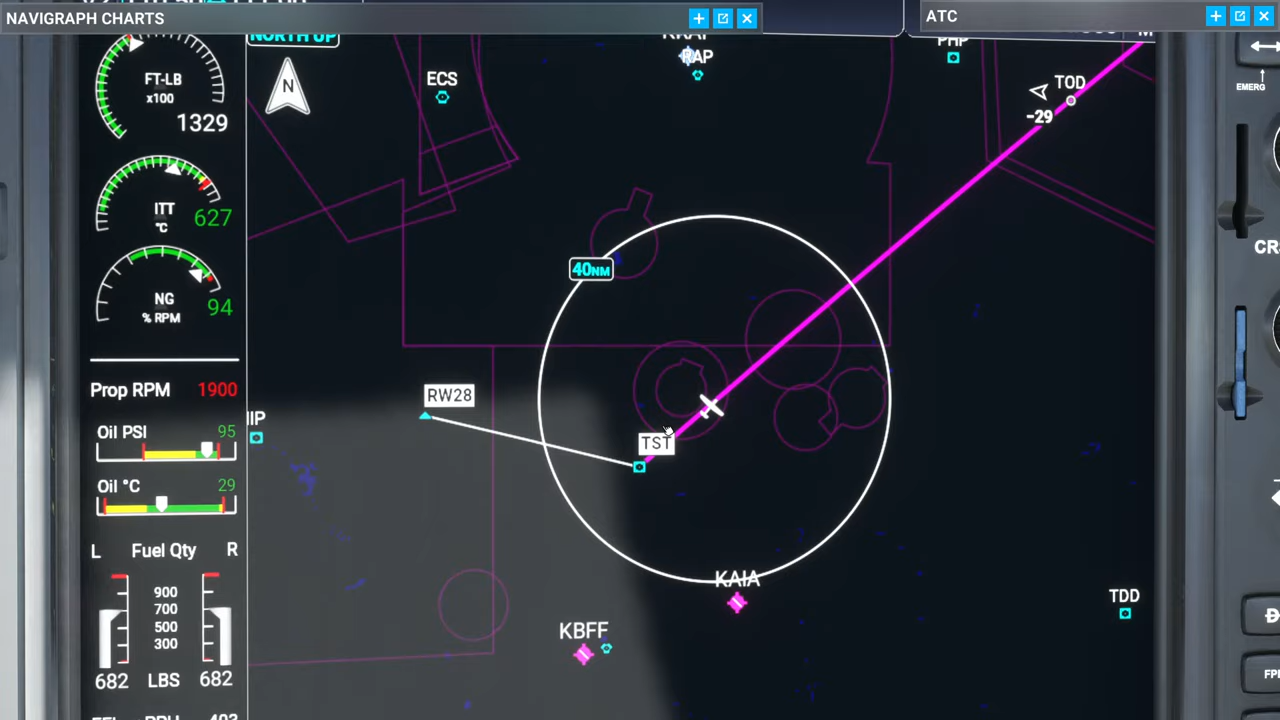 NAVIGRAPH CHARTS
ATC
NORTH UP
N
FT-LB
x100
1329
ITT
°C
627
NG
% RPM
94
Prop RPM 1900
Oil PSI 95
Oil °C 29
L Fuel Qty R
900
700
500
300
682 LBS 682
ECS
RAP
PHP
TOD
-29
40NM
RW28
TST
KAIA
KBFF
TDD
EMERG